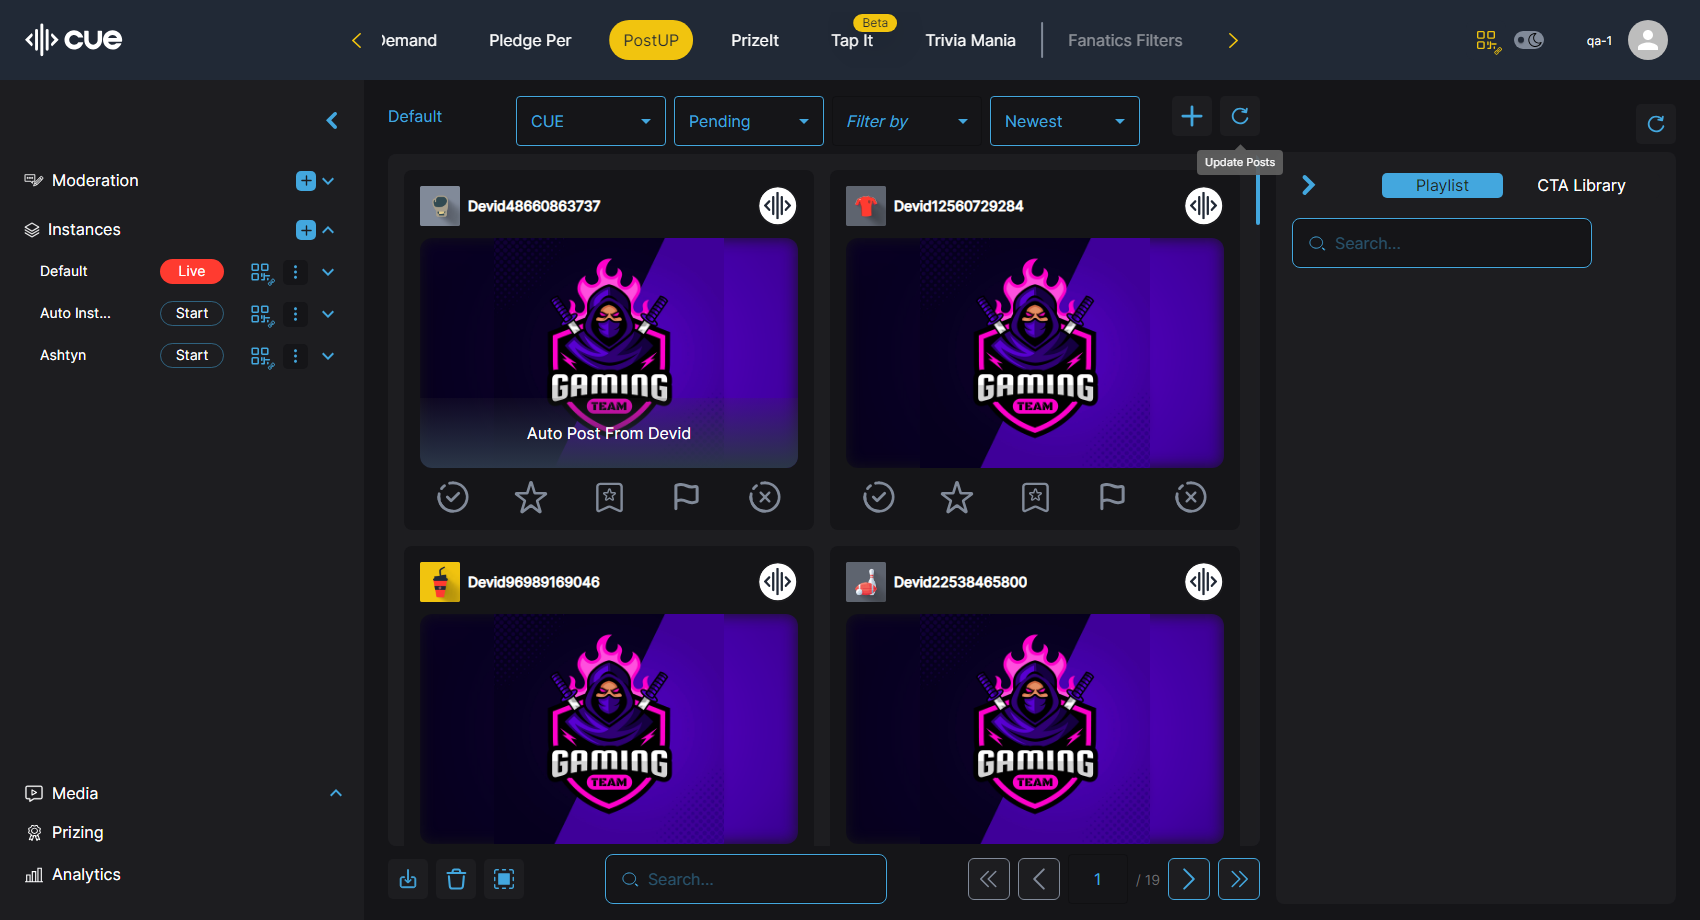 cue
Demand
Pledge Per
PostUP
PrizeIt
Beta
Tap It
Trivia Mania
Fanatics Filters
qa-1
Moderation
Instances
Default
Live
Auto Inst...
Start
Ashtyn
Start
Media
Prizing
Analytics
Default
CUE
Pending
Filter by
Newest
Update Posts
Devid48660863737
GAMING
TEAM
Auto Post From Devid
Devid12560729284
GAMING
TEAM
Devid96989169046
GAMING
TEAM
Devid22538465800
GAMING
TEAM
Search...
1
/ 19
Playlist
CTA Library
Search...